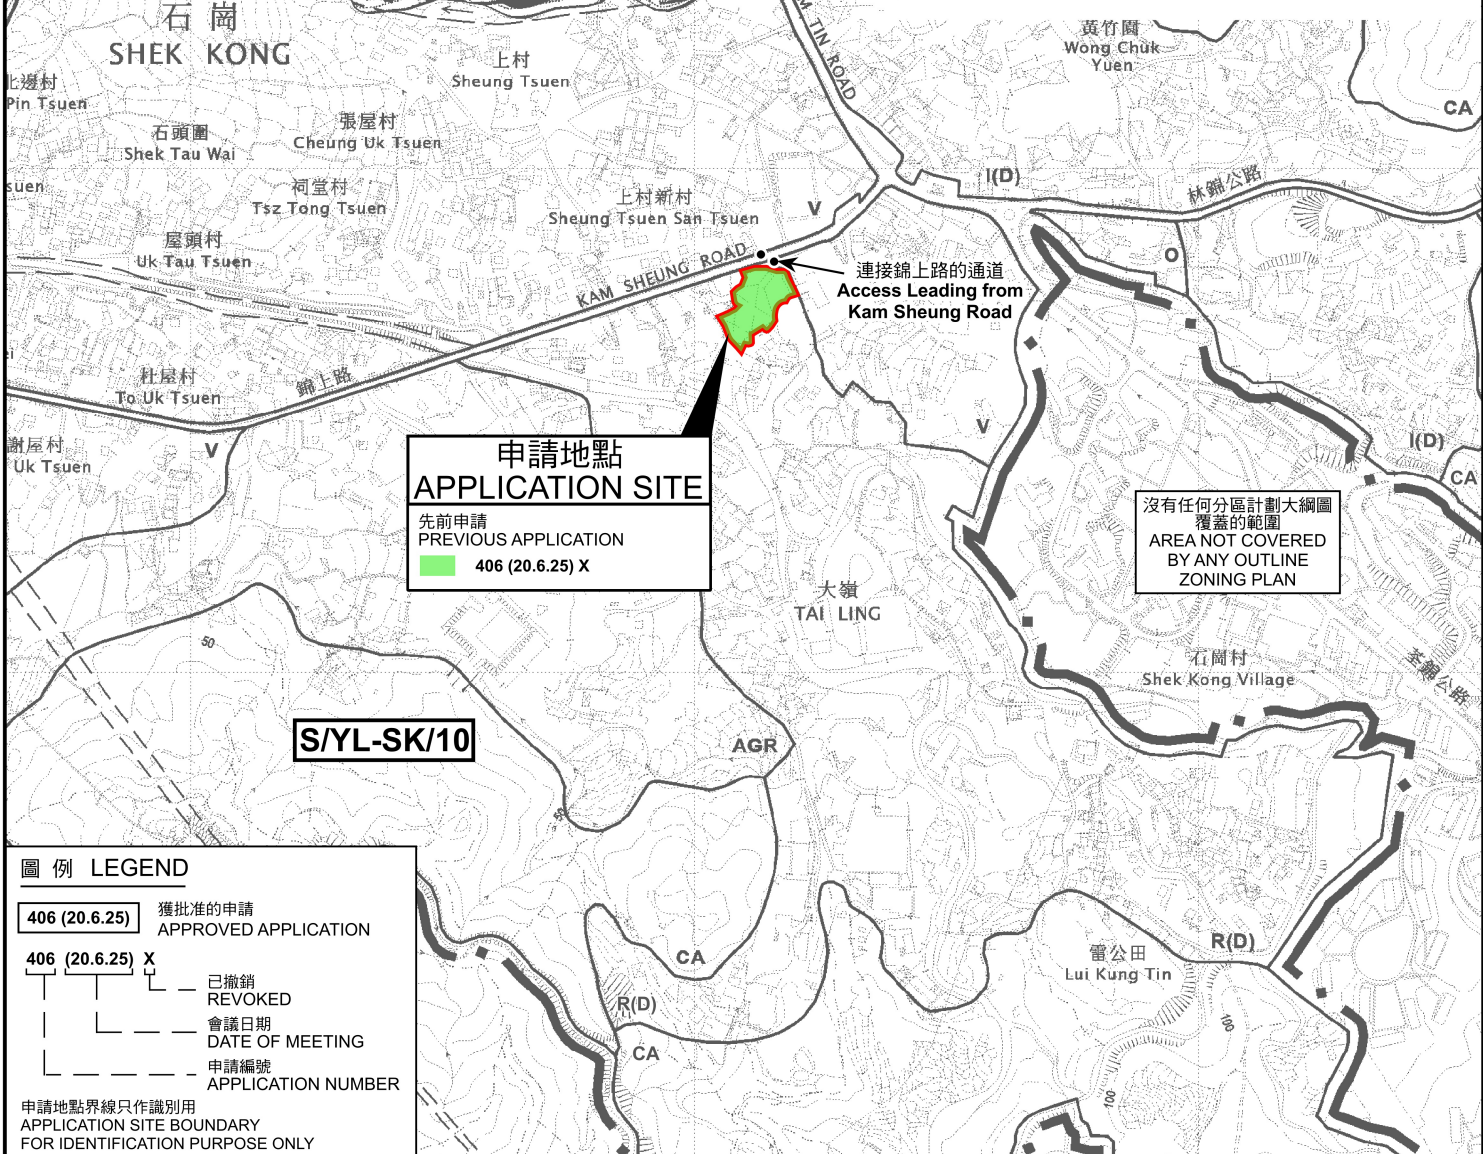 石 崗
SHEK KONG
上村
Sheung Tsuen
黃竹園
Wong Chuk
Yuen
CA
北邊村
Pin Tsuen
石頭圍
Shek Tau Wai
張屋村
Cheung Uk Tsuen
M TIN ROAD
suen
祠堂村
Tsz Tong Tsuen
上村新村
Sheung Tsuen San Tsuen
V
I(D)
林錦公路
屋頭村
Uk Tau Tsuen
KAM SHEUNG ROAD
O
連接錦上路的通道
Access Leading from
Kam Sheung Road
杜屋村
To Uk Tsuen
錦上路
謝屋村
Uk Tsuen
V
V
I(D)
CA
申請地點
APPLICATION SITE
先前申請
PREVIOUS APPLICATION
406 (20.6.25) X
沒有任何分區計劃大綱圖
覆蓋的範圍
AREA NOT COVERED
BY ANY OUTLINE
ZONING PLAN
大嶺
TAI LING
50
石崗村
Shek Kong Village
荃錦公路
S/YL-SK/10
AGR
50
圖 例 LEGEND
406 (20.6.25)
獲批准的申請
APPROVED APPLICATION
406 (20.6.25) X
已撤銷
REVOKED
會議日期
DATE OF MEETING
申請編號
APPLICATION NUMBER
申請地點界線只作識別用
APPLICATION SITE BOUNDARY
FOR IDENTIFICATION PURPOSE ONLY
CA
R(D)
CA
雷公田
Lui Kung Tin
R(D)
100
100